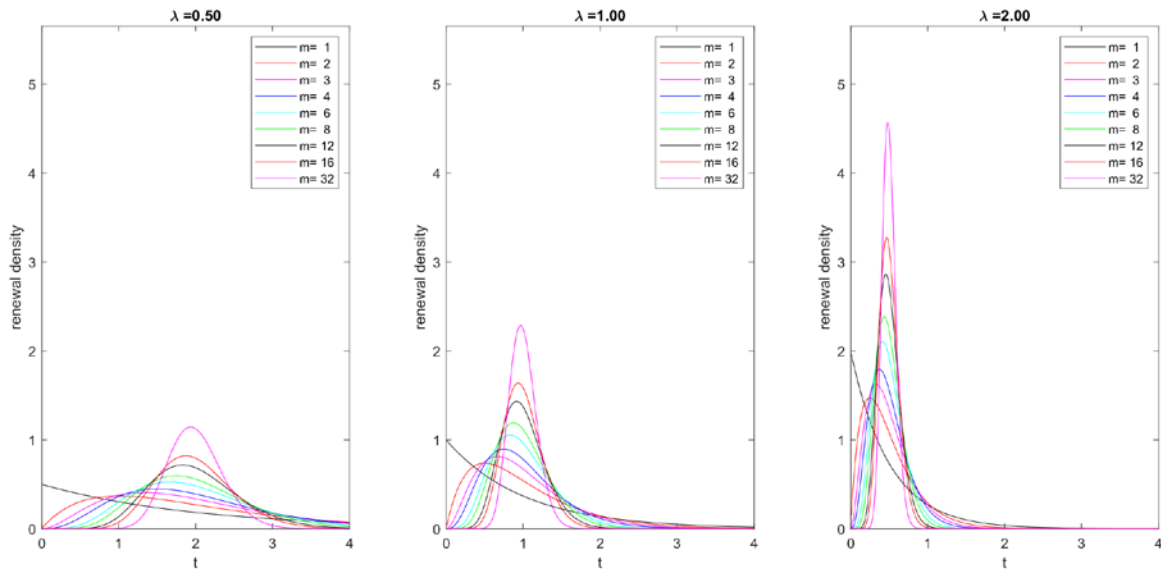 λ =0.50
m= 1
m= 2
m= 3
m= 4
m= 6
m= 8
m= 12
m= 16
m= 32
5
4
3
2
1
0
renewal density
0 1 2 3 4
t
λ =1.00
m= 1
m= 2
m= 3
m= 4
m= 6
m= 8
m= 12
m= 16
m= 32
5
4
3
2
1
0
renewal density
0 1 2 3 4
t
λ =2.00
m= 1
m= 2
m= 3
m= 4
m= 6
m= 8
m= 12
m= 16
m= 32
5
4
3
2
1
0
renewal density
0 1 2 3 4
t